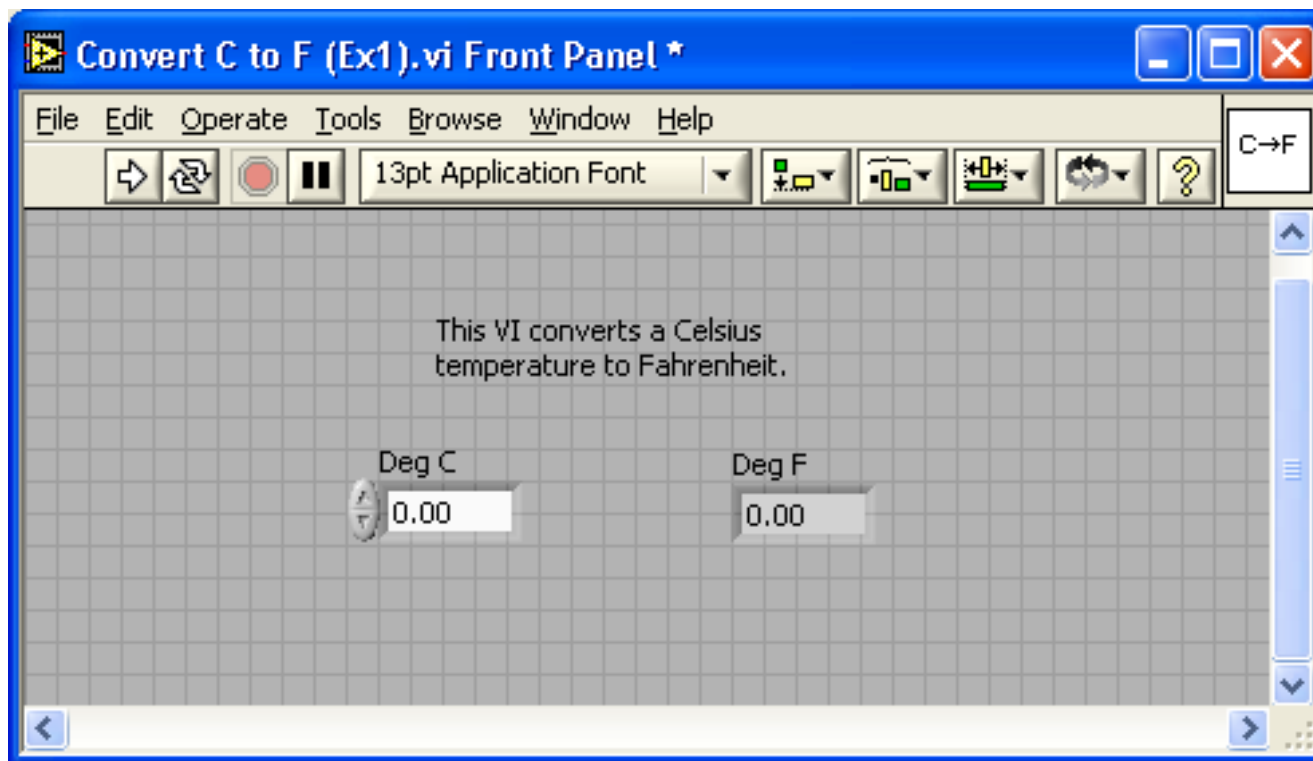 Convert C to F (Ex1).vi Front Panel *
File Edit Operate Tools Browse Window Help
13pt Application Font
C→F
This VI converts a Celsius
temperature to Fahrenheit.
Deg C
Deg F
0.00
0.00